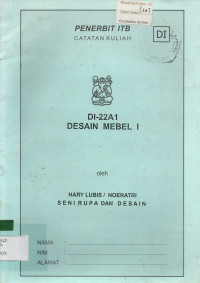 PENERBIT ITB
CATATAN KULIAH
DI
DI-22A1
DESAIN MEBEL I
oleh
HARY LUBIS / NOERATRI
SENI RUPA DAN DESAIN
NAMA
NIM
ALAMAT